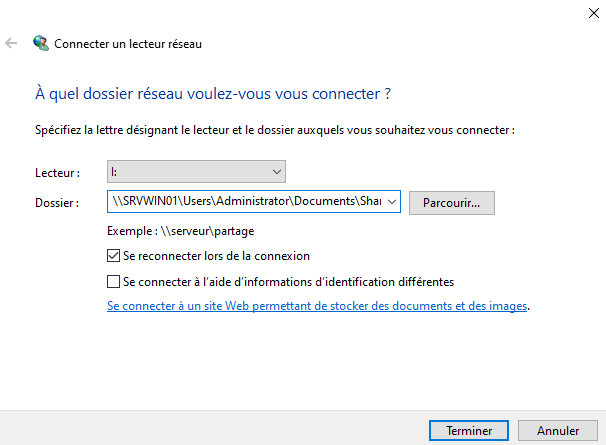 Connecter un lecteur réseau
À quel dossier réseau voulez-vous vous connecter ?
Spécifiez la lettre désignant le lecteur et le dossier auxquels vous souhaitez vous connecter :
Lecteur : I:
Dossier : \\SRVWIN01\Users\Administrator\Documents\Shar Parcourir...
Exemple : \\serveur\partage
Se reconnecter lors de la connexion
Se connecter à l’aide d’informations d’identification différentes
Se connecter à un site Web permettant de stocker des documents et des images.
Terminer Annuler